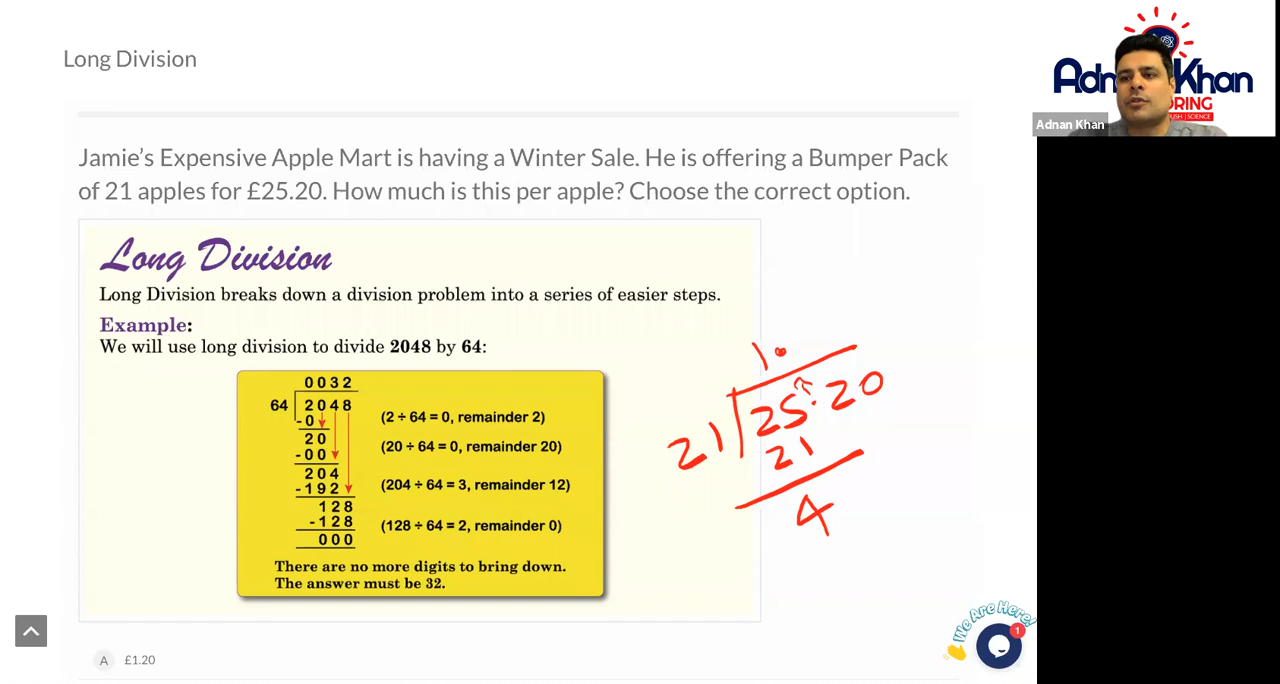 Long Division
Adnan Khan
TUTORING
Adnan Khan
Jamie's Expensive Apple Mart is having a Winter Sale. He is offering a Bumper Pack
of 21 apples for £25.20. How much is this per apple? Choose the correct option.
Long Division
Long Division breaks down a division problem into a series of easier steps.
Example:
We will use long division to divide 2048 by 64:
0032
64 2048
-0
20
-00
204
-192
128
-128
000
(2 ÷ 64 = 0, remainder 2)
(20 ÷ 64 = 0, remainder 20)
(204 ÷ 64 = 3, remainder 12)
(128 ÷ 64 = 2, remainder 0)
There are no more digits to bring down.
The answer must be 32.
1.
21 25.20
21
4
We Are Here!
1
A £1.20